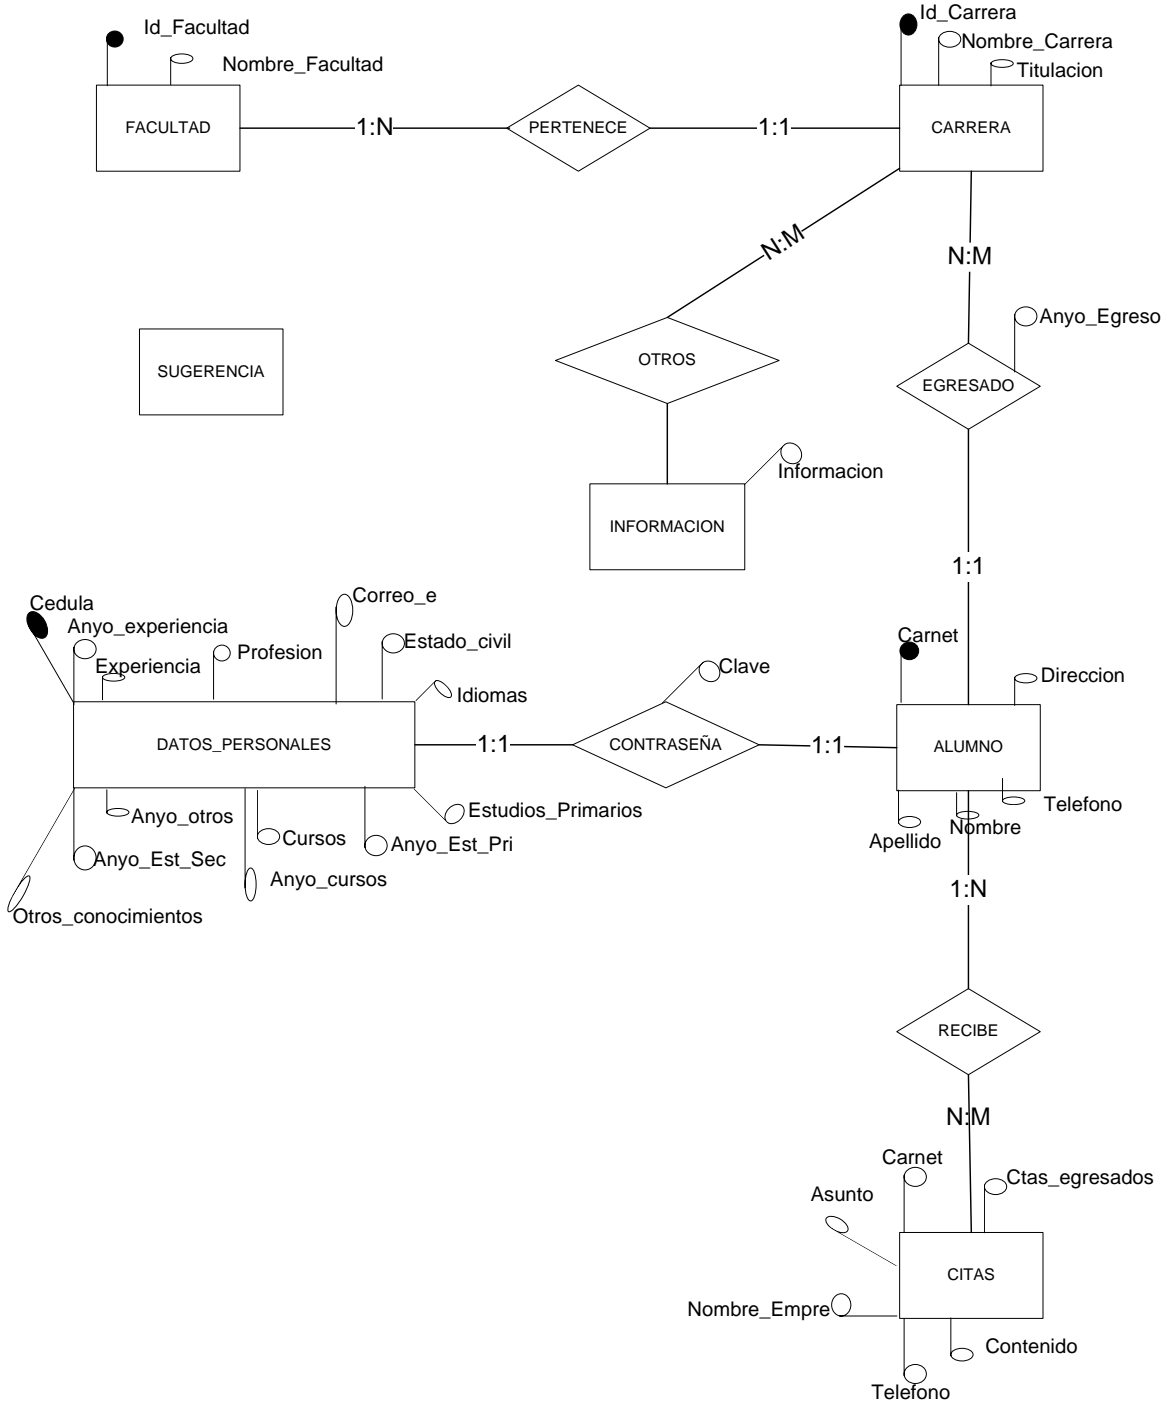 Id_Facultad
Id_Carrera
Nombre_Carrera
Nombre_Facultad
Titulacion
FACULTAD
1:N
PERTENECE
1:1
CARRERA
N:M
N:M
Anyo_Egreso
SUGERENCIA
OTROS
EGRESADO
Informacion
INFORMACION
1:1
Cedula
Correo_e
Anyo_experiencia
Profesion
Estado_civil
Carnet
Experiencia
Clave
Direccion
Idiomas
DATOS_PERSONALES
1:1
CONTRASEÑA
1:1
ALUMNO
Anyo_otros
Estudios_Primarios
Telefono
Cursos
Anyo_Est_Pri
Nombre
Apellido
Anyo_Est_Sec
Anyo_cursos
1:N
Otros_conocimientos
RECIBE
N:M
Carnet
Ctas_egresados
Asunto
CITAS
Nombre_Empre
Contenido
Telefono